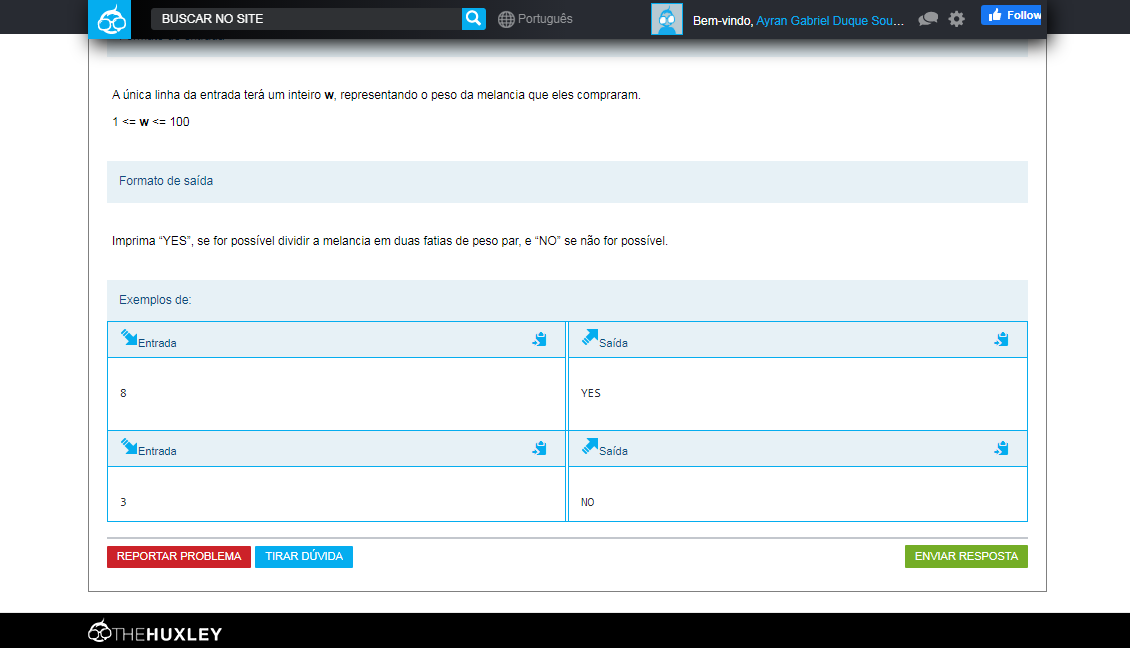 BUSCAR NO SITE
Português
Bem-vindo, Ayran Gabriel Duque Sou...
Follow
A única linha da entrada terá um inteiro w, representando o peso da melancia que eles compraram.
1 <= w <= 100
Formato de saída
Imprima “YES”, se for possível dividir a melancia em duas fatias de peso par, e “NO” se não for possível.
Exemplos de:
Entrada
Saída
8
YES
Entrada
Saída
3
NO
REPORTAR PROBLEMA
TIRAR DÚVIDA
ENVIAR RESPOSTA
THEHUXLEY